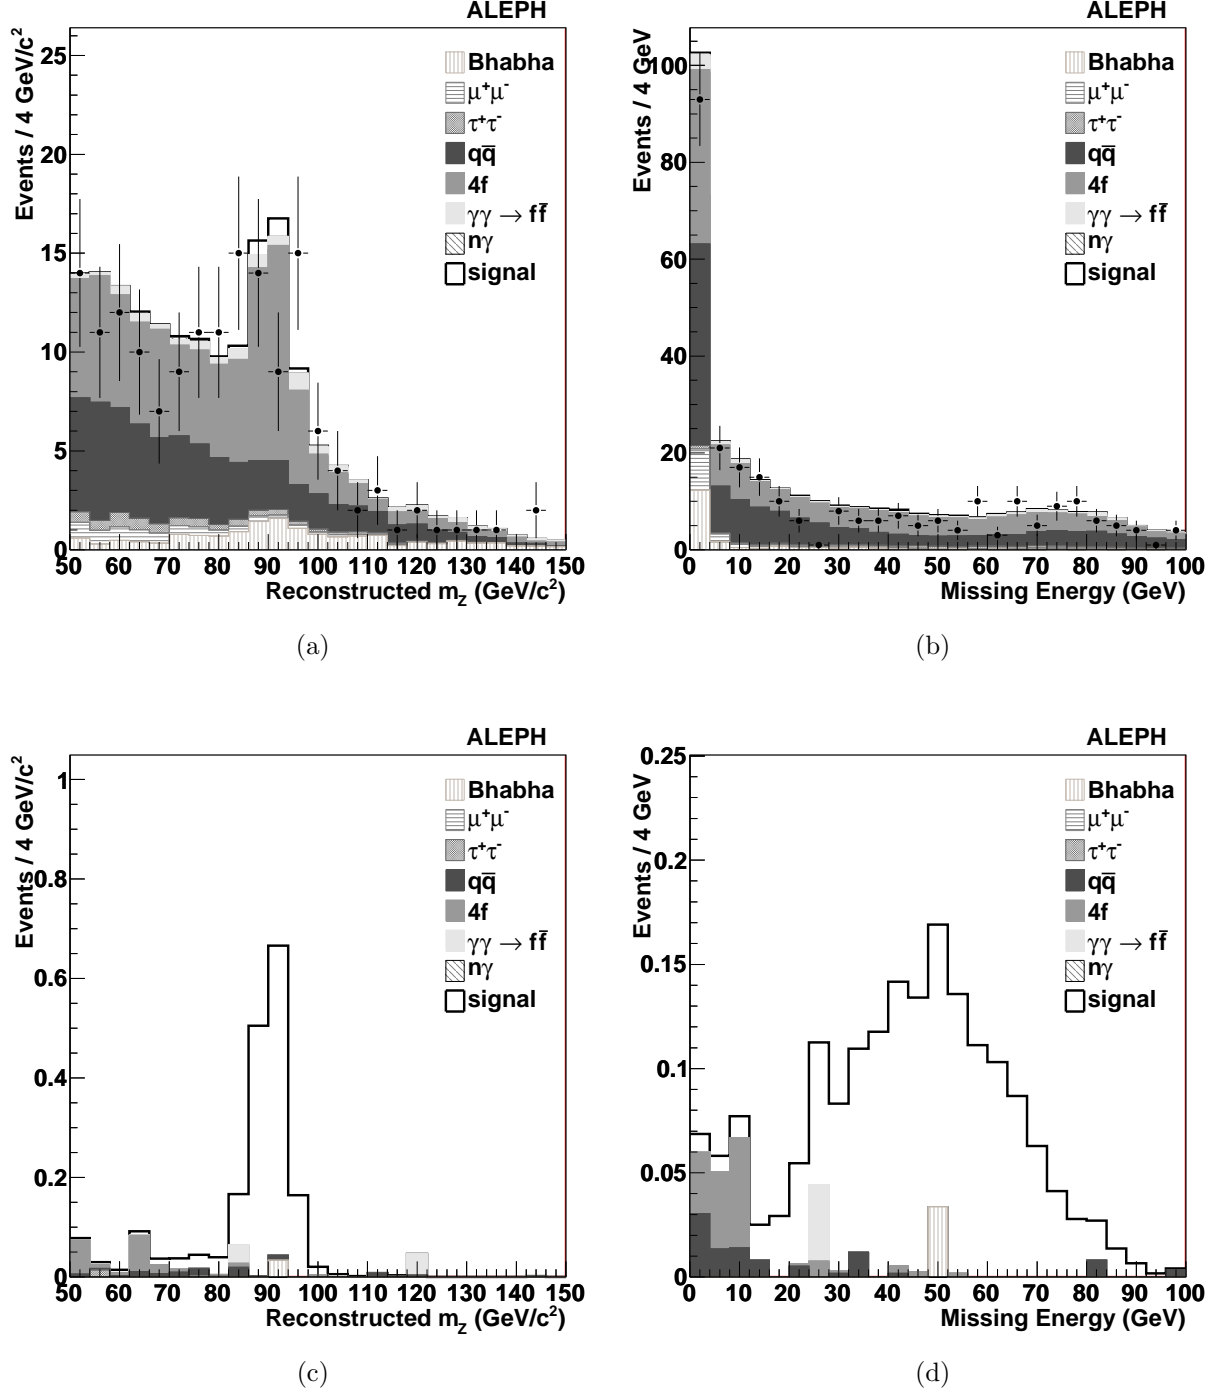 ALEPH
Events / 4 GeV/c²
25
20
15
10
5
0
50 60 70 80 90 100 110 120 130 140 150
Reconstructed m_Z (GeV/c²)
Bhabha
μ⁺μ⁻
τ⁺τ⁻
qq̅
4f
γγ → ff̅
nγ
signal
(a)
ALEPH
Events / 4 GeV
100
80
60
40
20
0
0 10 20 30 40 50 60 70 80 90 100
Missing Energy (GeV)
Bhabha
μ⁺μ⁻
τ⁺τ⁻
qq̅
4f
γγ → ff̅
nγ
signal
(b)
ALEPH
Events / 4 GeV/c²
1
0.8
0.6
0.4
0.2
0
50 60 70 80 90 100 110 120 130 140 150
Reconstructed m_Z (GeV/c²)
Bhabha
μ⁺μ⁻
τ⁺τ⁻
qq̅
4f
γγ → ff̅
nγ
signal
(c)
ALEPH
Events / 4 GeV
0.25
0.2
0.15
0.1
0.05
0
0 10 20 30 40 50 60 70 80 90 100
Missing Energy (GeV)
Bhabha
μ⁺μ⁻
τ⁺τ⁻
qq̅
4f
γγ → ff̅
nγ
signal
(d)